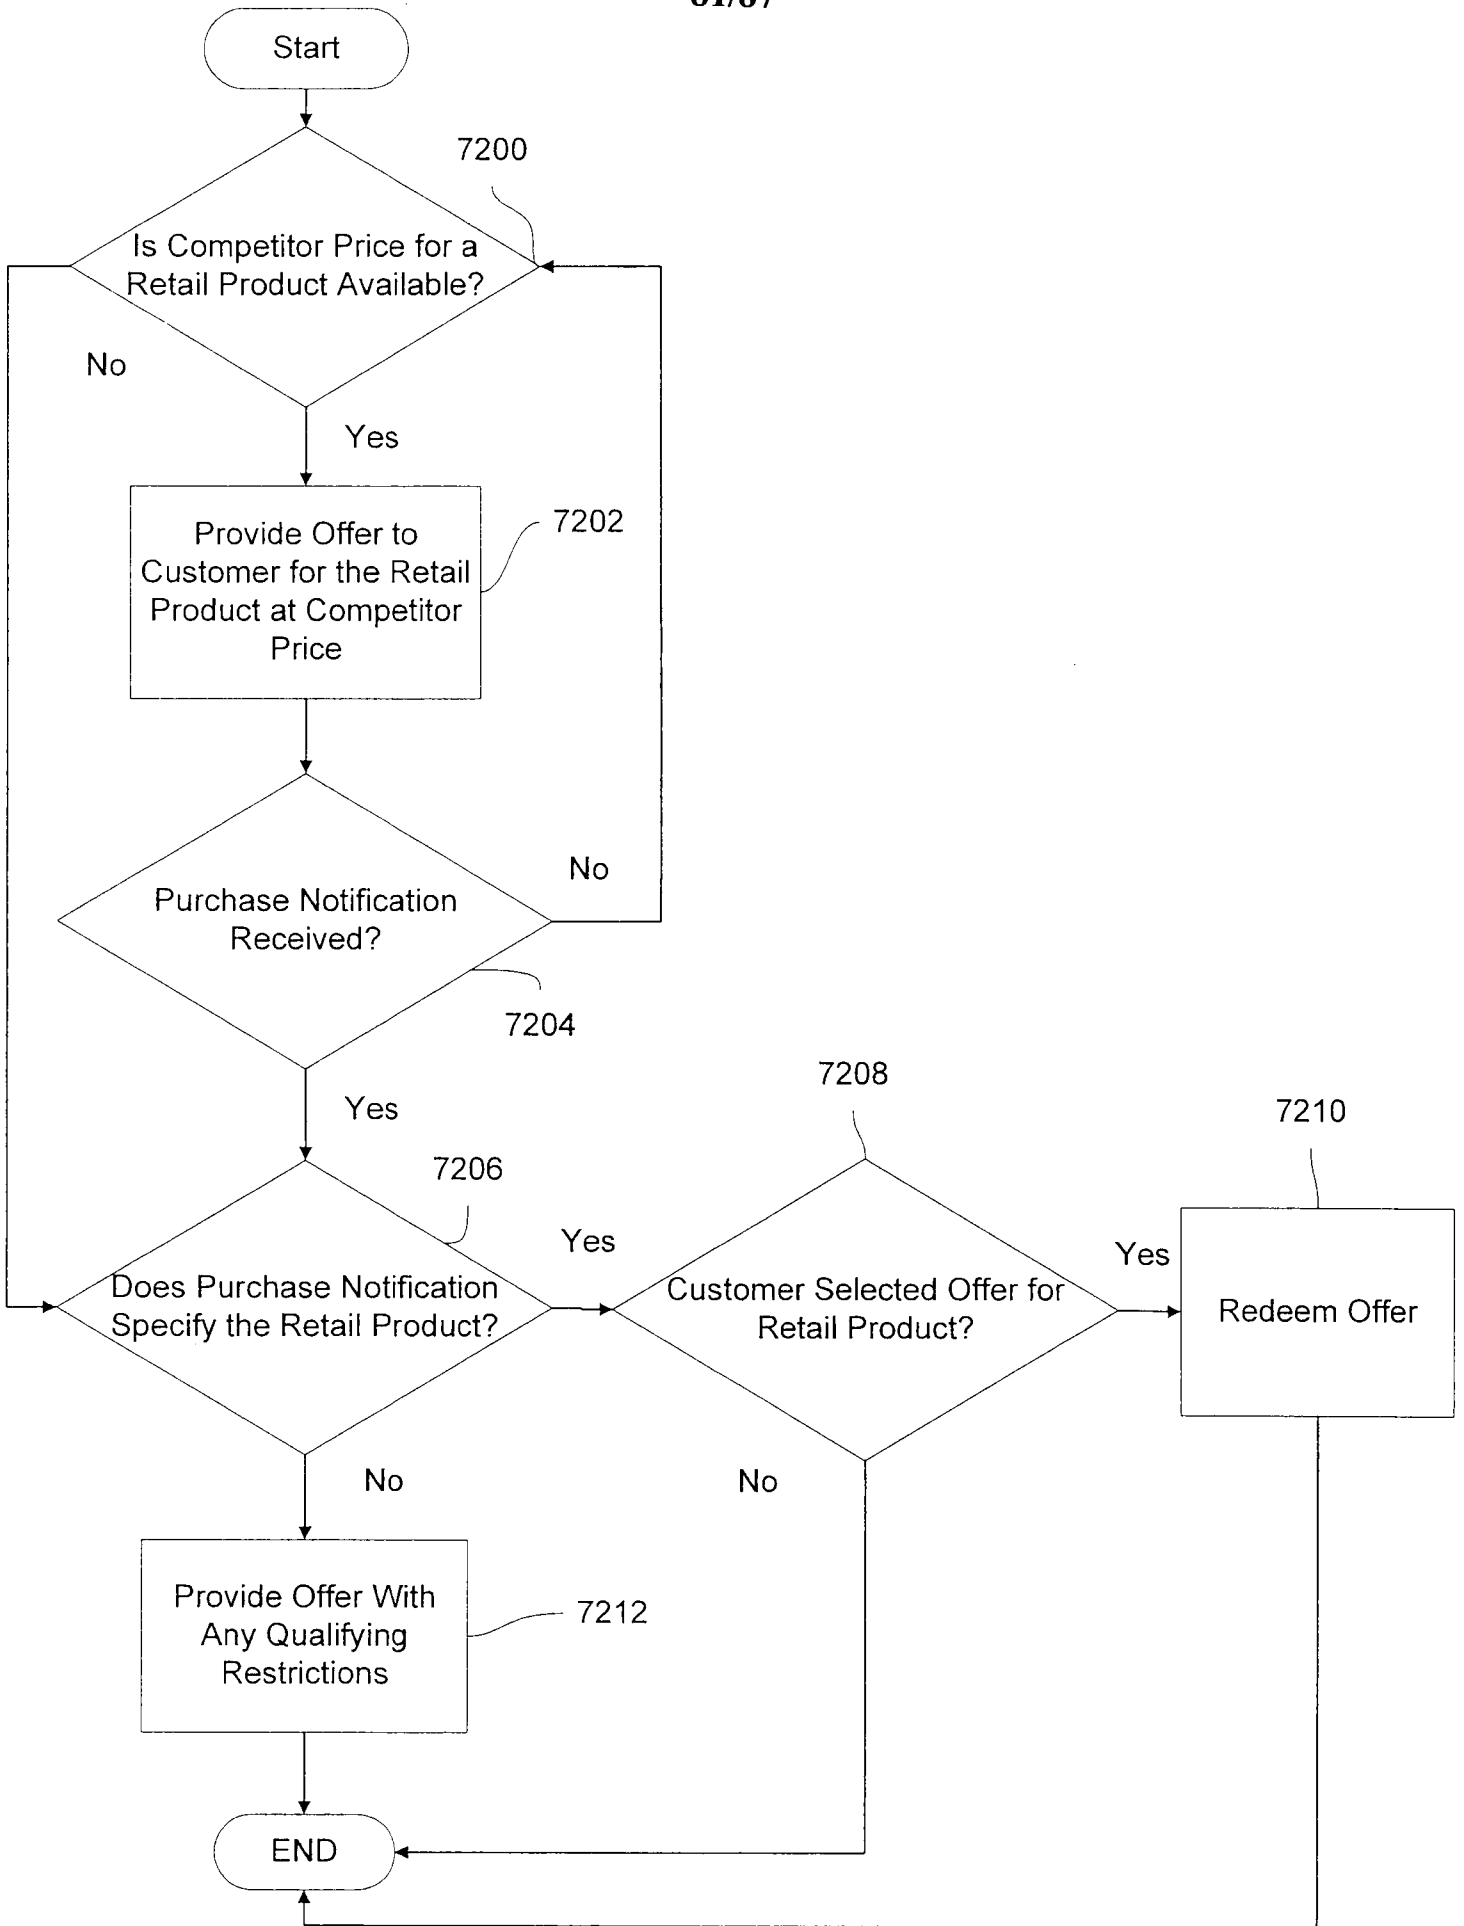 Start
7200
Is Competitor Price for a
Retail Product Available?
No
Yes
Provide Offer to
Customer for the Retail
Product at Competitor
Price
7202
No
Purchase Notification
Received?
7204
Yes
7208
7210
7206
Yes
Yes
Does Purchase Notification
Specify the Retail Product?
Customer Selected Offer for
Retail Product?
Redeem Offer
No
No
Provide Offer With
Any Qualifying
Restrictions
7212
END